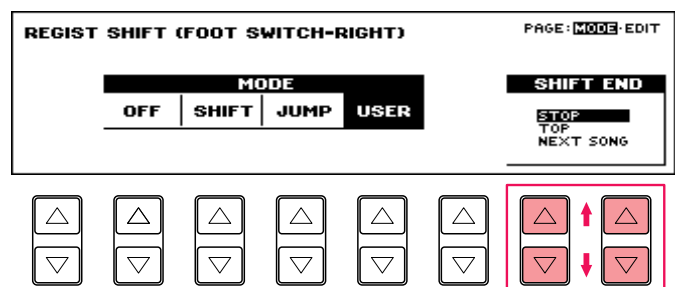 REGIST SHIFT (FOOT SWITCH-RIGHT)
PAGE:MODE·EDIT
MODE
OFF SHIFT JUMP USER
SHIFT END
STOP
TOP
NEXT SONG